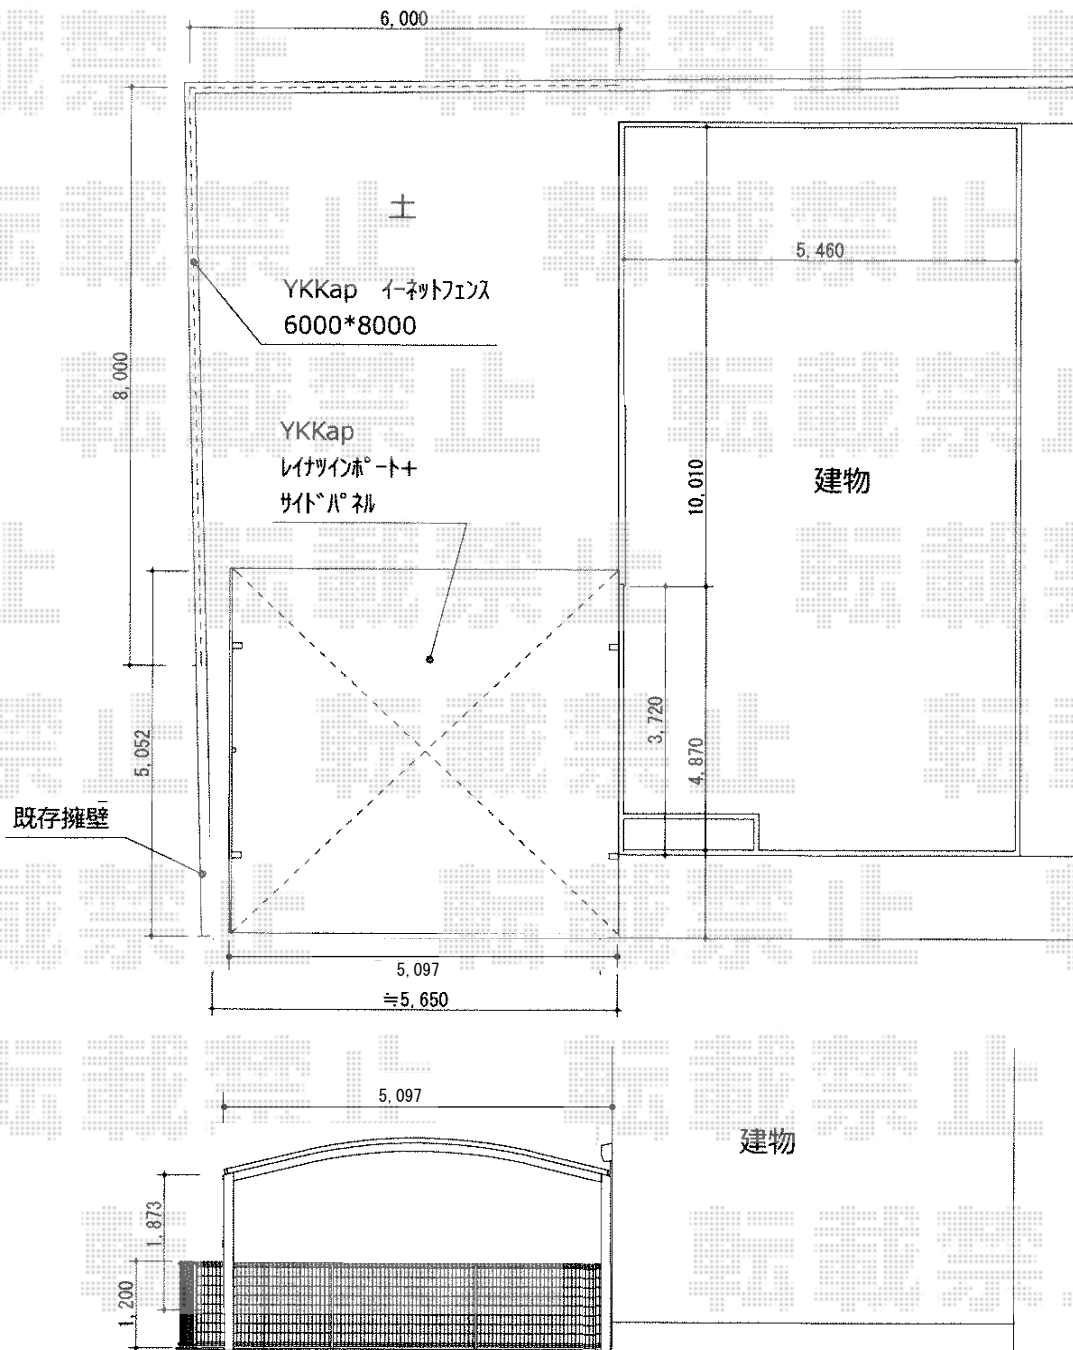 6,000
土
5,460
YKKap イーネットフェンス
6000*8000
8,000
YKKap
レイナツインポート+
サイドパネル
10,010
建物
3,720
4,870
5,052
既存擁壁
5,097
≒5,650
5,097
建物
1,873
1,200
転載禁止